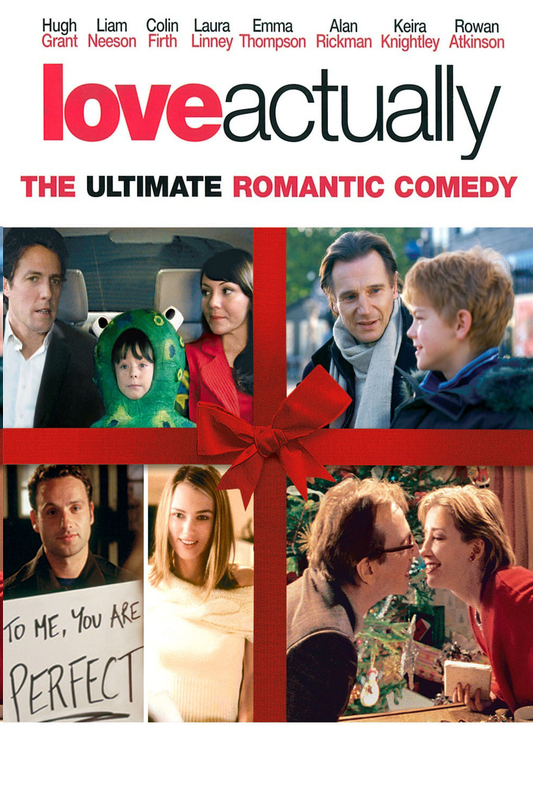 Hugh Liam Colin Laura Emma Alan Keira Rowan
Grant Neeson Firth Linney Thompson Rickman Knightley Atkinson
loveactually
THE ULTIMATE ROMANTIC COMEDY
TO ME, YOU ARE
PERFECT